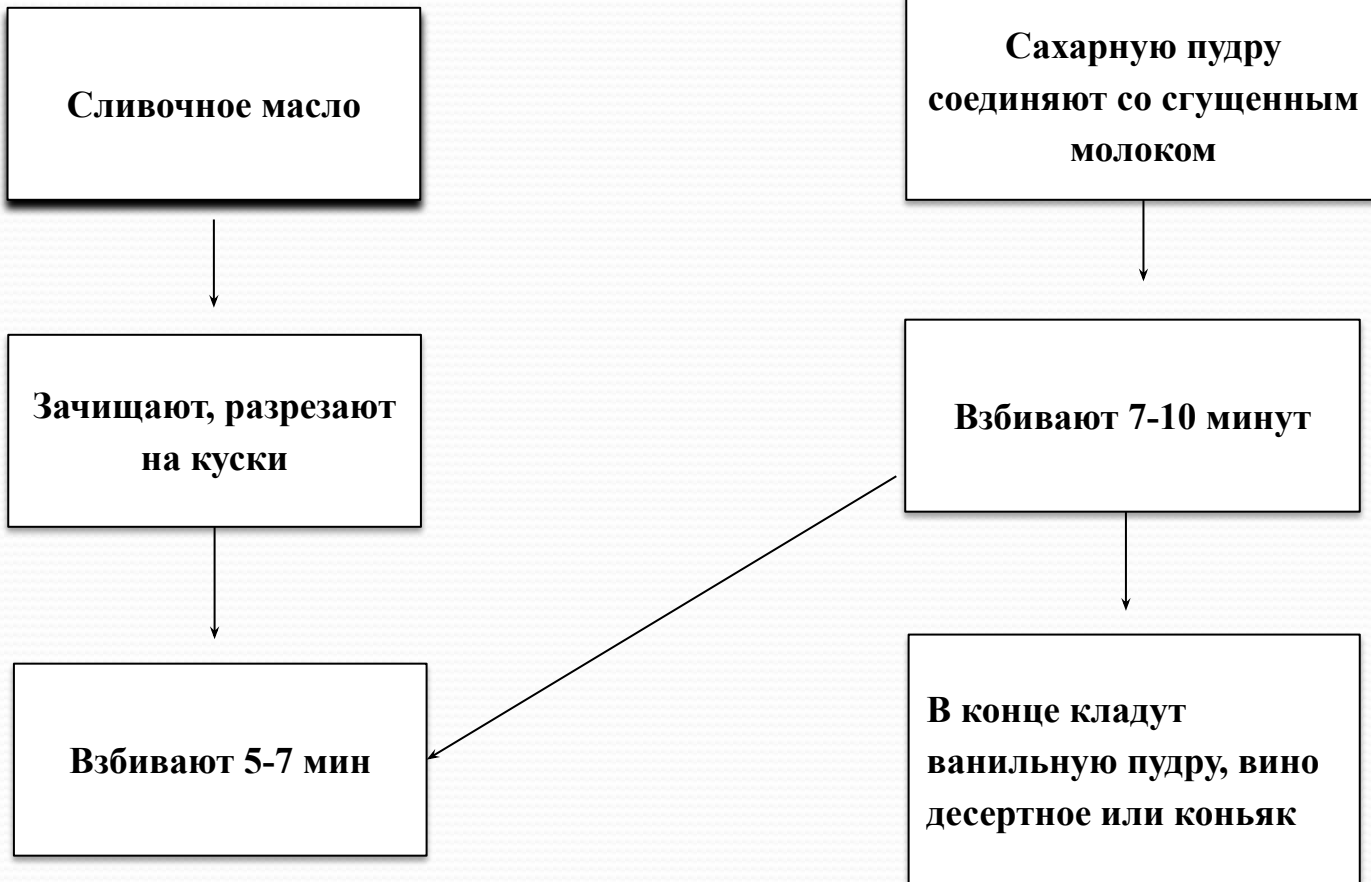 Сливочное масло
Сахарную пудру
соединяют со сгущенным
молоком
Зачищают, разрезают
на куски
Взбивают 7-10 минут
Взбивают 5-7 мин
В конце кладут
ванильную пудру, вино
десертное или коньяк